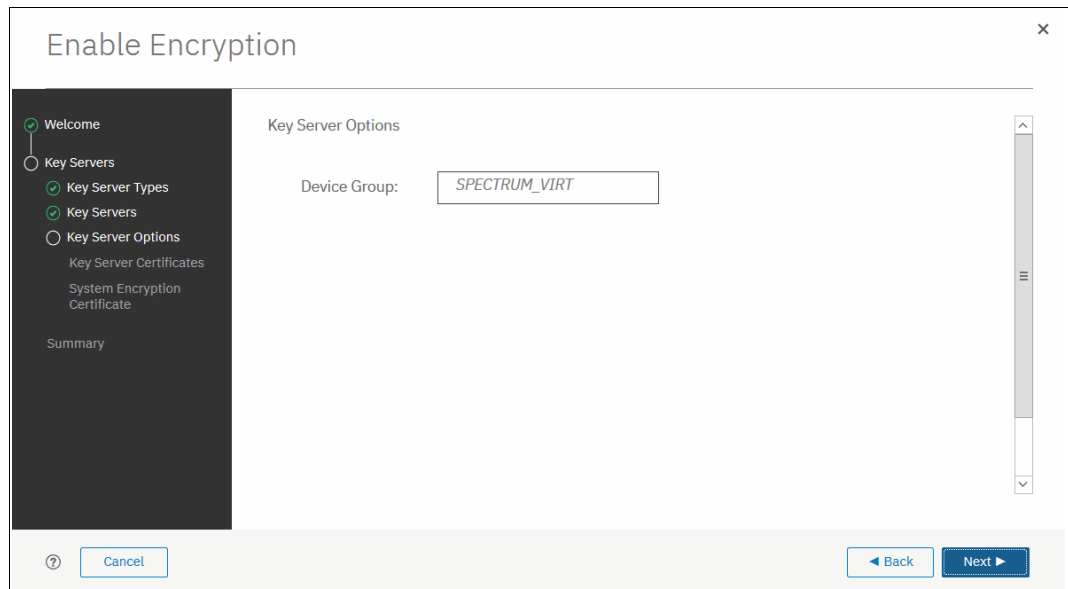 Enable Encryption
Welcome
Key Servers
Key Server Types
Key Servers
Key Server Options
Key Server Certificates
System Encryption
Certificate
Summary
Key Server Options
Device Group: SPECTRUM_VIRT
Cancel
Back
Next